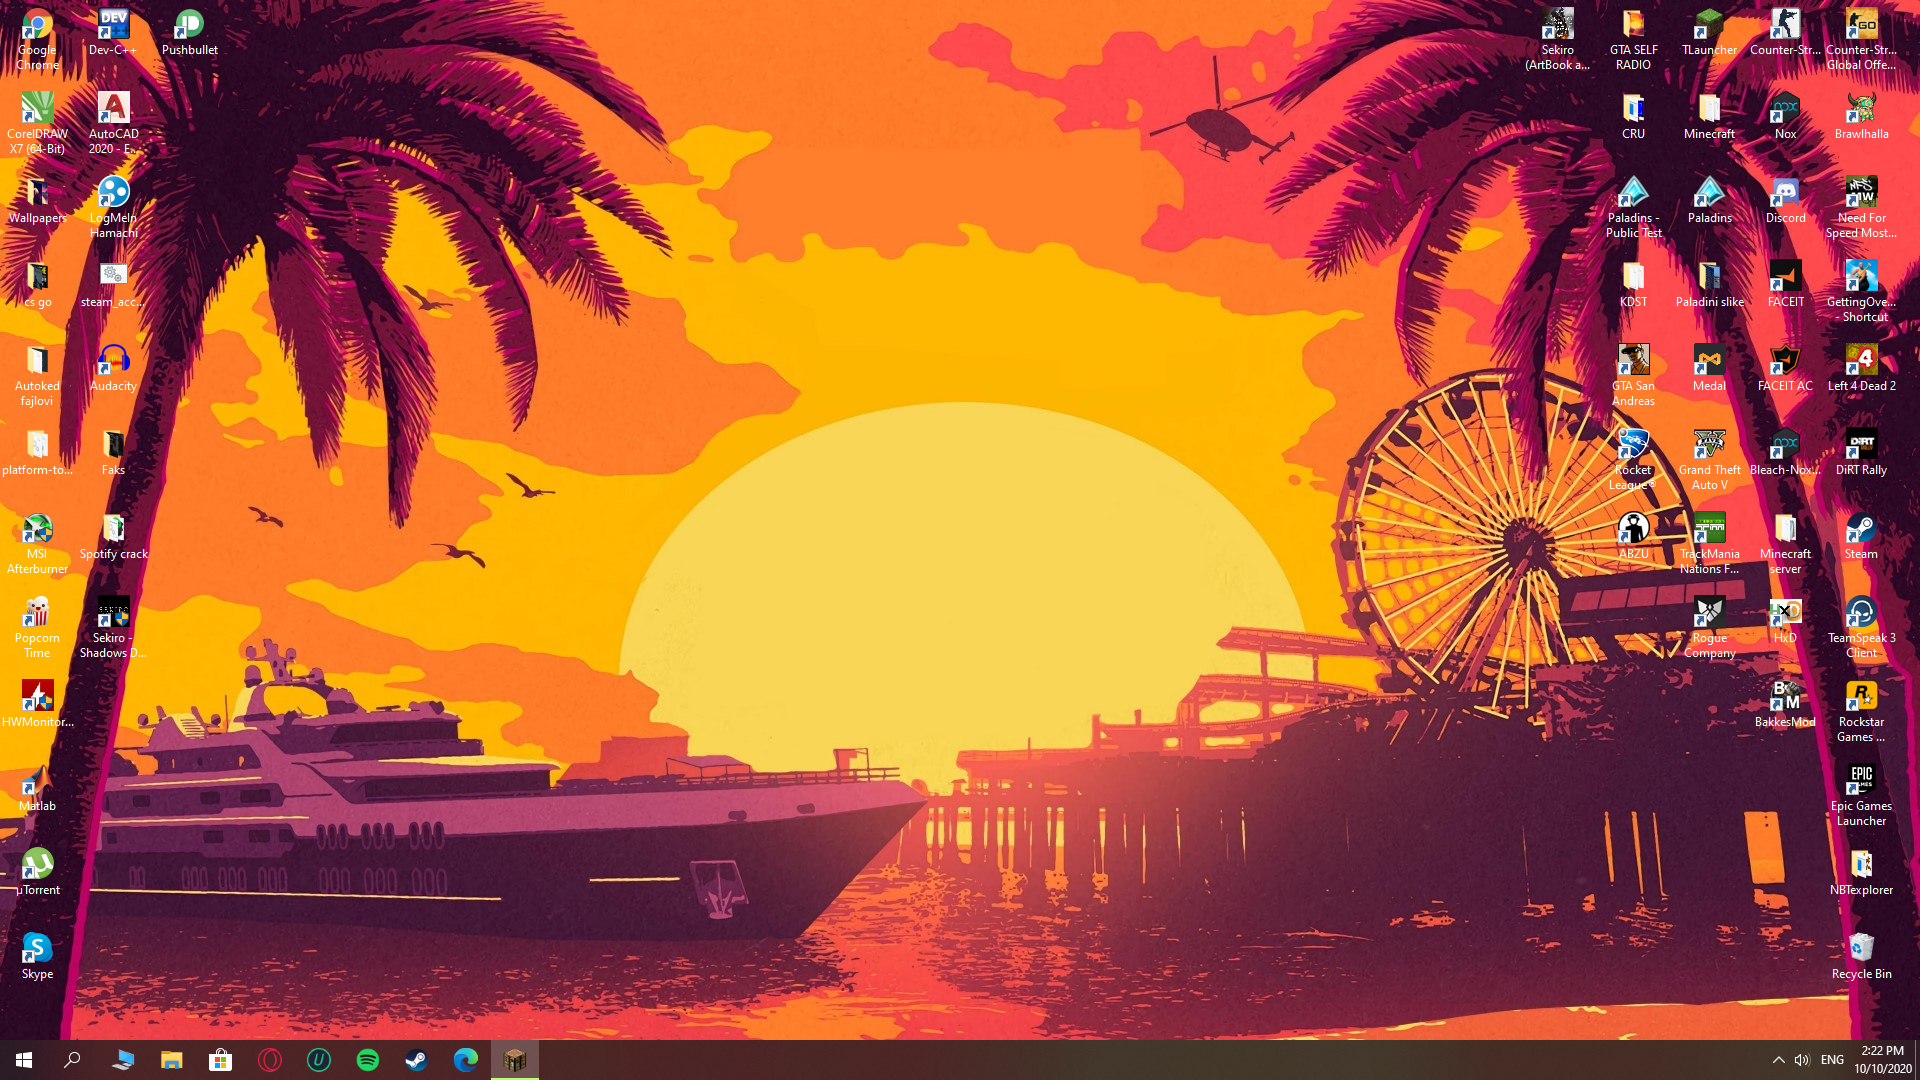 Google
Chrome
Dev-C++
Pushbullet
CorelDRAW
X7 (64-Bit)
AutoCAD
2020 - E...
Wallpapers
LogMeIn
Hamachi
cs go
steam_acc...
Autoked
fajlovi
Audacity
platform-to...
Faks
MSI
Afterburner
Spotify crack
Popcorn
Time
Sekiro -
Shadows D...
HWMonitor...
Matlab
µTorrent
Skype
Sekiro
(ArtBook a...
GTA SELF
RADIO
TLauncher
Counter-Str...
Counter-Str...
Global Offe...
CRU
Minecraft
Nox
Brawlhalla
Paladins -
Public Test
Paladins
Discord
Need For
Speed Most...
KDST
Paladini slike
FACEIT
GettingOve...
- Shortcut
GTA San
Andreas
Medal
FACEIT AC
Left 4 Dead 2
Rocket
League®
Grand Theft
Auto V
Bleach-Nox...
DiRT Rally
ABZU
TrackMania
Nations F...
Minecraft
server
Steam
Rogue
Company
HxD
TeamSpeak 3
Client
BakkesMod
Rockstar
Games ...
Epic Games
Launcher
NBTexplorer
Recycle Bin
ENG
2:22 PM
10/10/2020